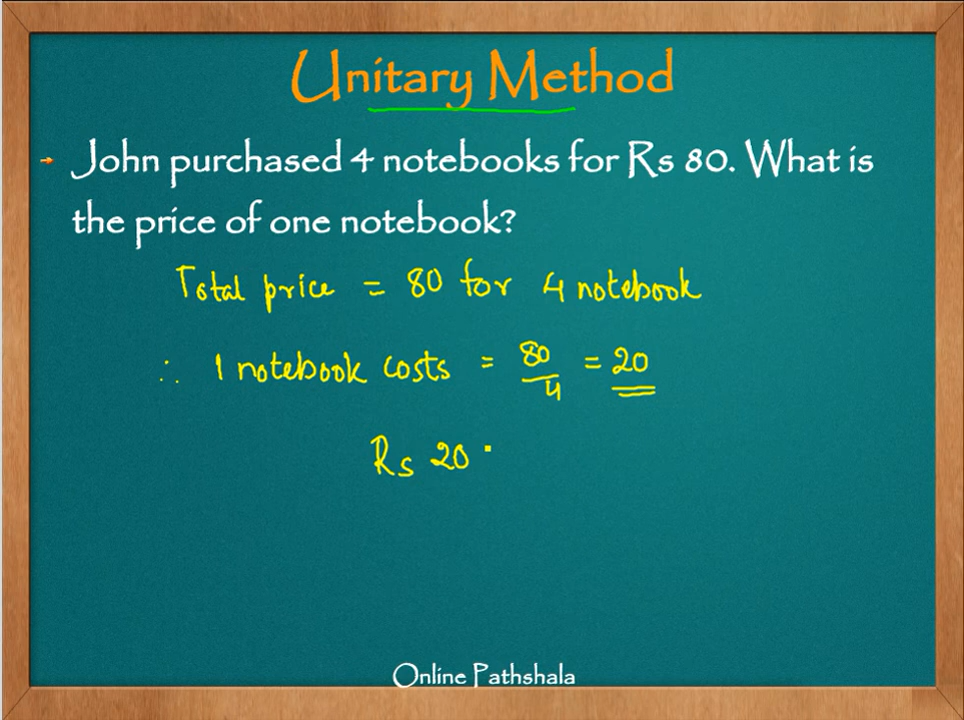 Unitary Method
John purchased 4 notebooks for Rs 80. What is
the price of one notebook?
Total price = 80 for 4 notebook
∴ 1 notebook costs = 80/4 = 20
Rs 20 .
Online Pathshala